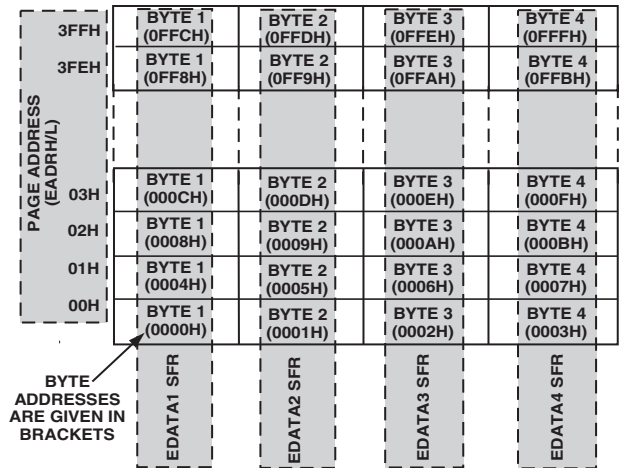 3FFH
BYTE 1
(0FFCH)
BYTE 2
(0FFDH)
BYTE 3
(0FFEH)
BYTE 4
(0FFFH)
3FEH
BYTE 1
(0FF8H)
BYTE 2
(0FF9H)
BYTE 3
(0FFAH)
BYTE 4
(0FFBH)
PAGE ADDRESS
(EADRH/L)
03H
BYTE 1
(000CH)
BYTE 2
(000DH)
BYTE 3
(000EH)
BYTE 4
(000FH)
02H
BYTE 1
(0008H)
BYTE 2
(0009H)
BYTE 3
(000AH)
BYTE 4
(000BH)
01H
BYTE 1
(0004H)
BYTE 2
(0005H)
BYTE 3
(0006H)
BYTE 4
(0007H)
00H
BYTE 1
(0000H)
BYTE 2
(0001H)
BYTE 3
(0002H)
BYTE 4
(0003H)
BYTE
ADDRESSES
ARE GIVEN IN
BRACKETS
EDATA1 SFR
EDATA2 SFR
EDATA3 SFR
EDATA4 SFR